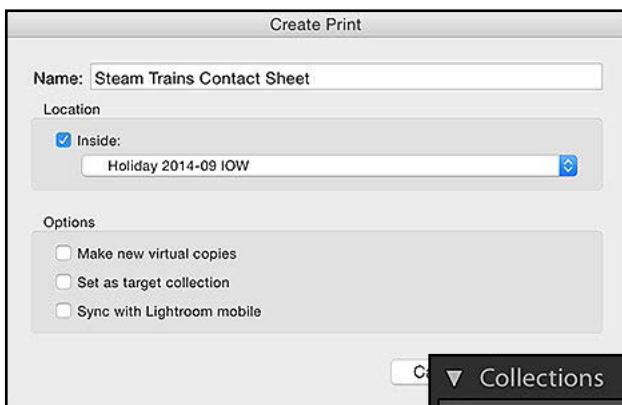 Create Print
Name: Steam Trains Contact Sheet
Location
Inside:
Holiday 2014-09 IOW
Options
Make new virtual copies
Set as target collection
Sync with Lightroom mobile
Ca
▼ Collections